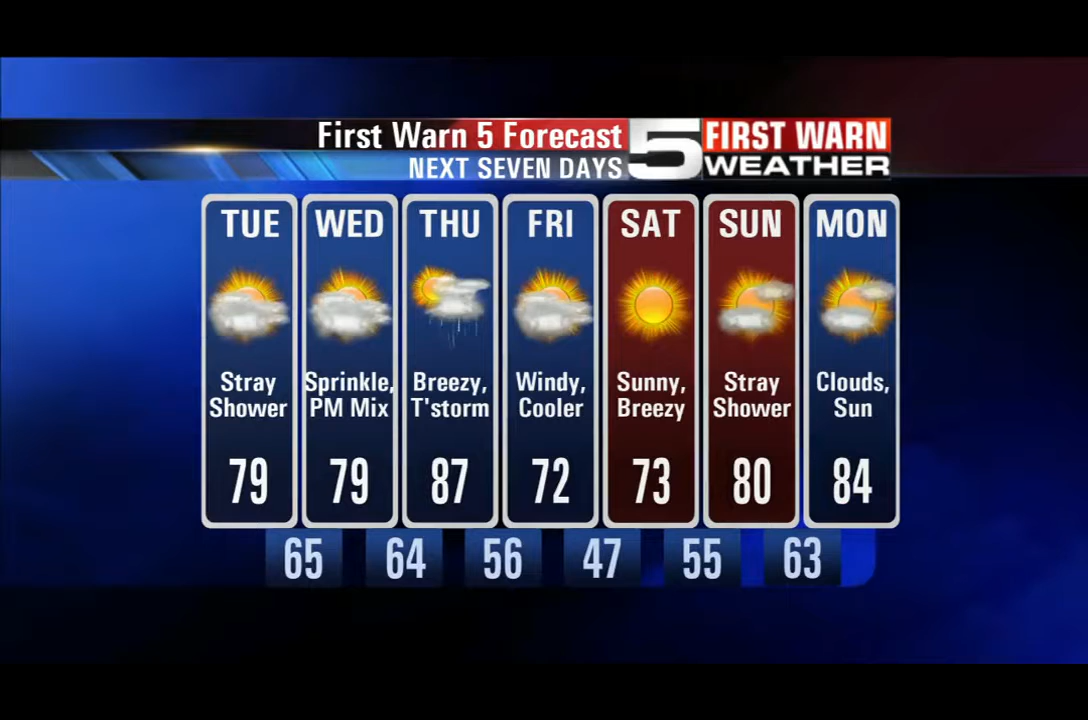 First Warn 5 Forecast
NEXT SEVEN DAYS
5
FIRST WARN
WEATHER
TUE
Stray
Shower
79
WED
Sprinkle,
PM Mix
79
THU
Breezy,
T'storm
87
FRI
Windy,
Cooler
72
SAT
Sunny,
Breezy
73
SUN
Stray
Shower
80
MON
Clouds,
Sun
84
65 64 56 47 55 63